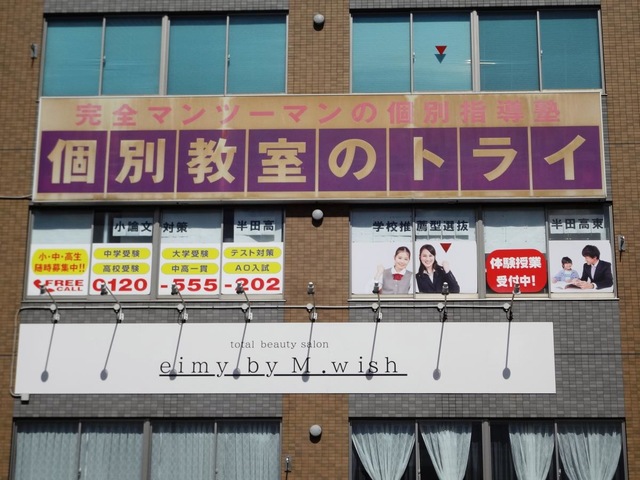 完全マンツーマンの個別指導塾
個別教室のトライ
小論文対策 半田高 学校推薦型選抜 半田高東
小・中・高生
随時募集中!!
中学受験 大学受験 テスト対策
高校受験 中高一貫 AO入試
FREE CALL 0120-555-202
体験授業
受付中!
total beauty salon
eimy by M.wish